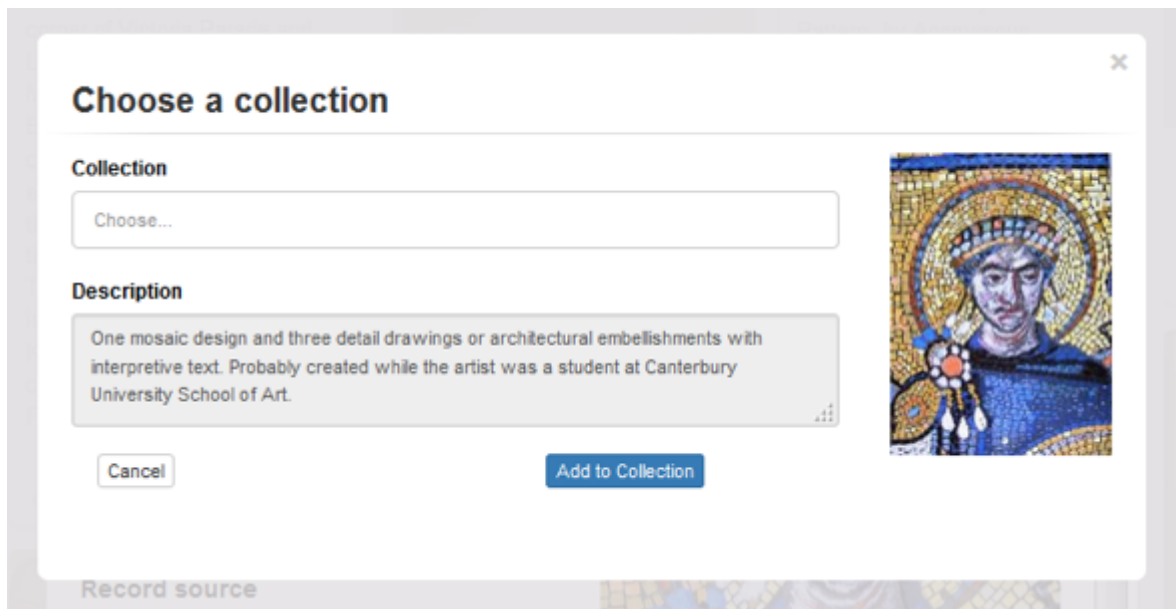 ×
Choose a collection
Collection
Choose...
Description
One mosaic design and three detail drawings or architectural embellishments with
interpretive text. Probably created while the artist was a student at Canterbury
University School of Art.
Cancel
Add to Collection
Record source